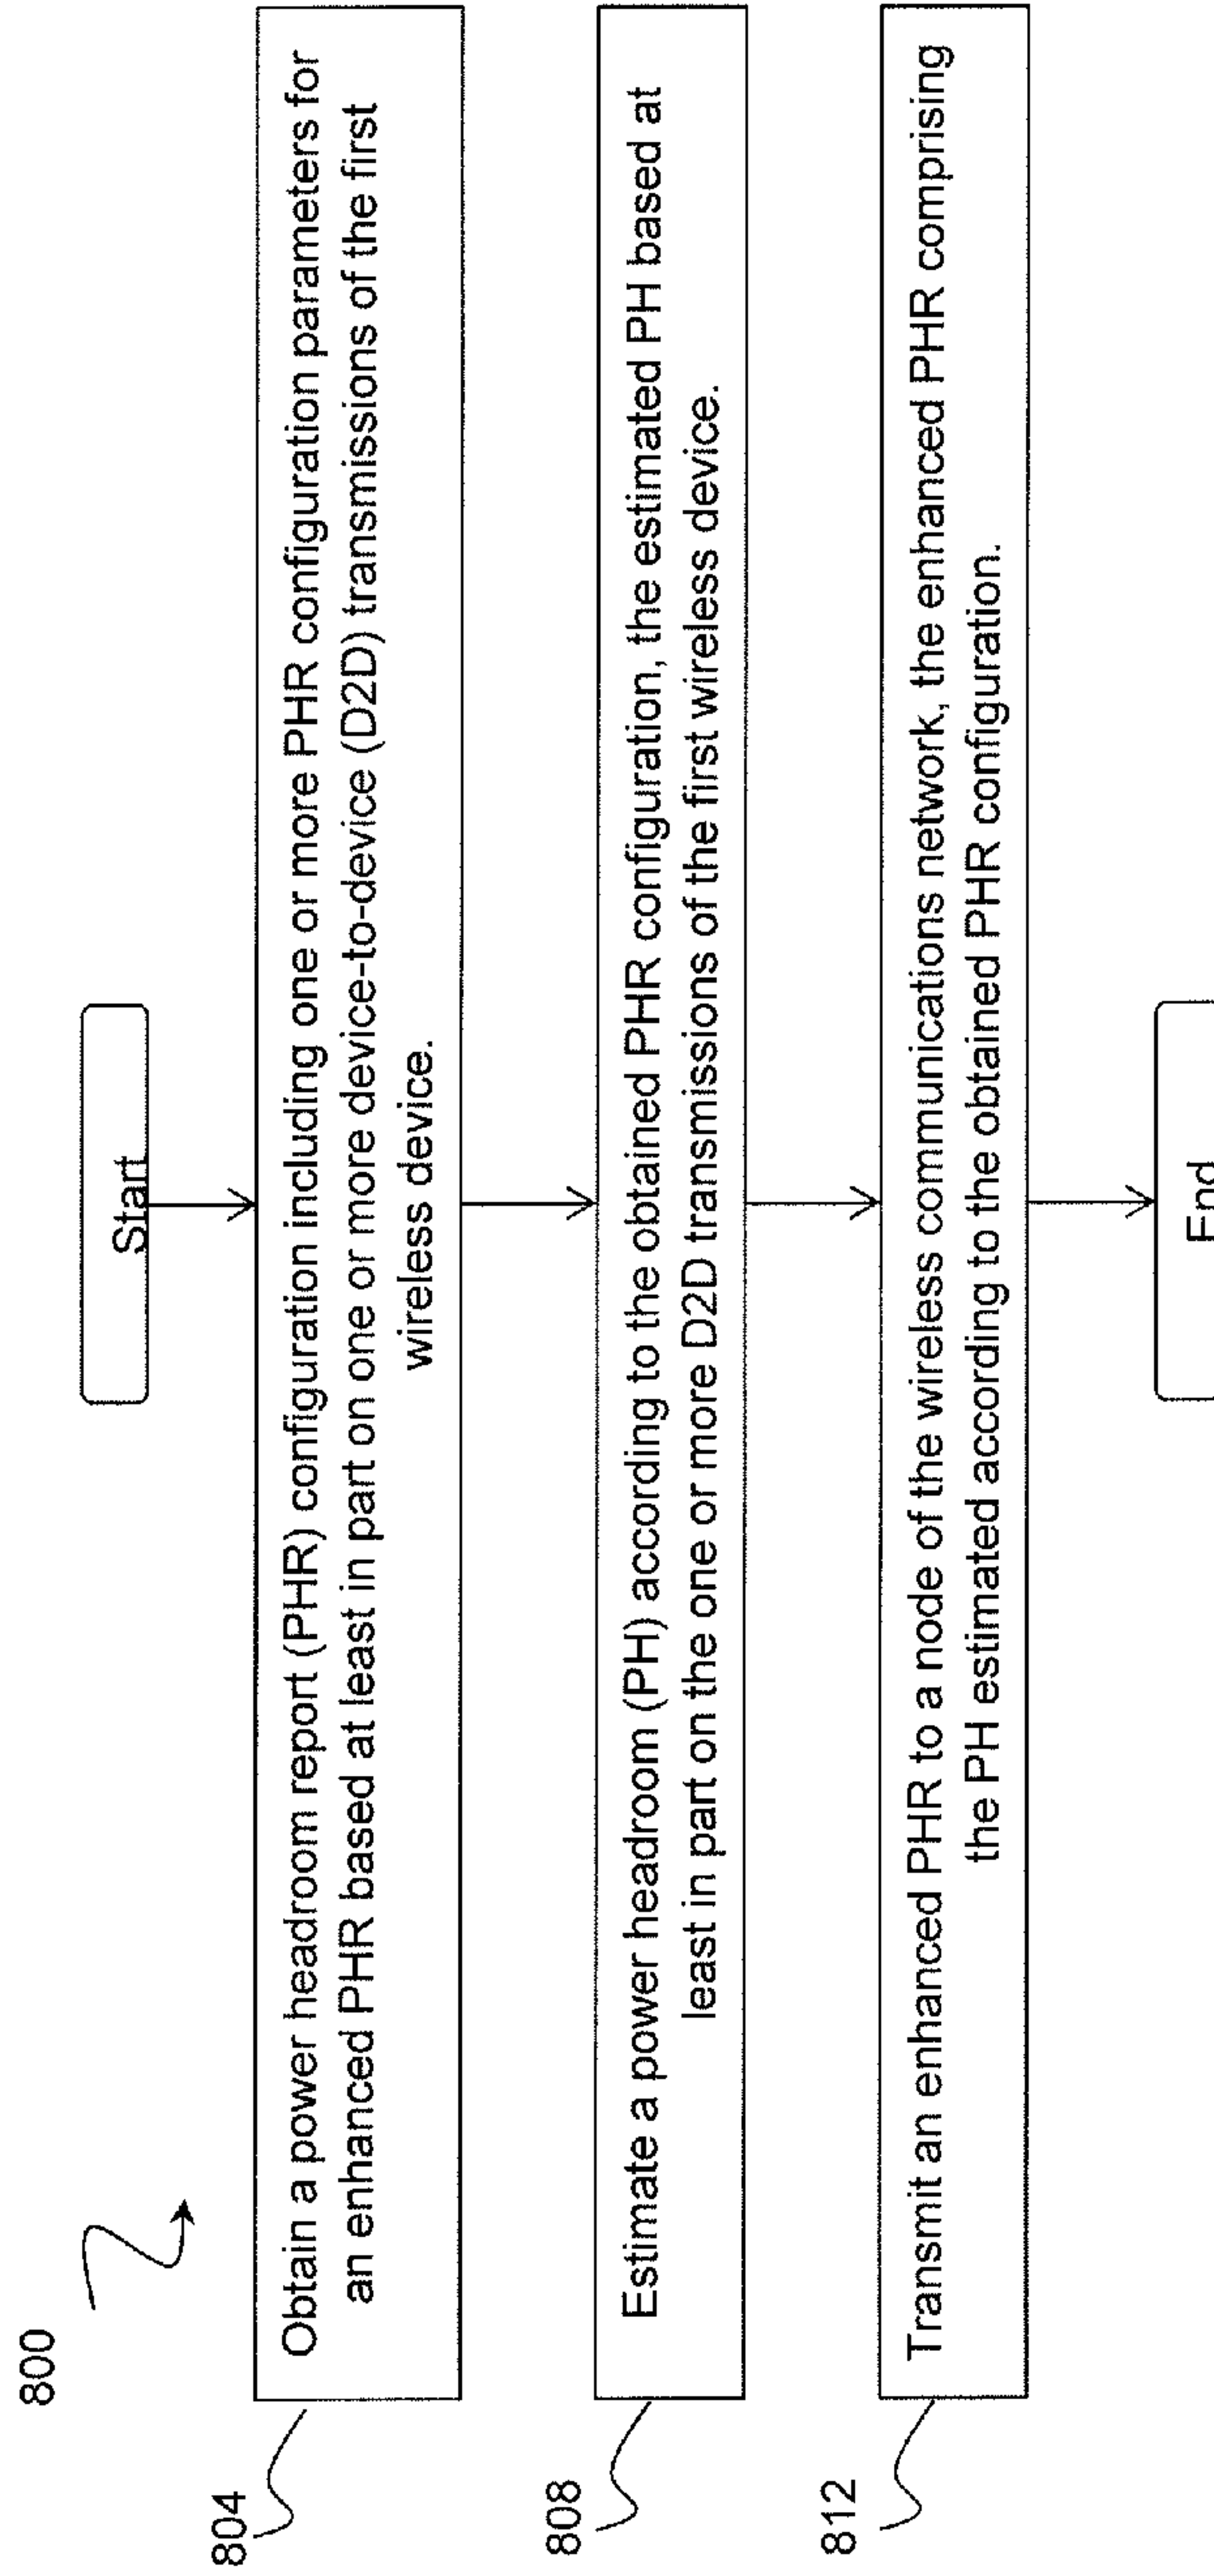 800
Start
804
Obtain a power headroom report (PHR) configuration including one or more PHR configuration parameters for
an enhanced PHR based at least in part on one or more device-to-device (D2D) transmissions of the first
wireless device.
808
Estimate a power headroom (PH) according to the obtained PHR configuration, the estimated PH based at
least in part on the one or more D2D transmissions of the first wireless device.
812
Transmit an enhanced PHR to a node of the wireless communications network, the enhanced PHR comprising
the PH estimated according to the obtained PHR configuration.
End